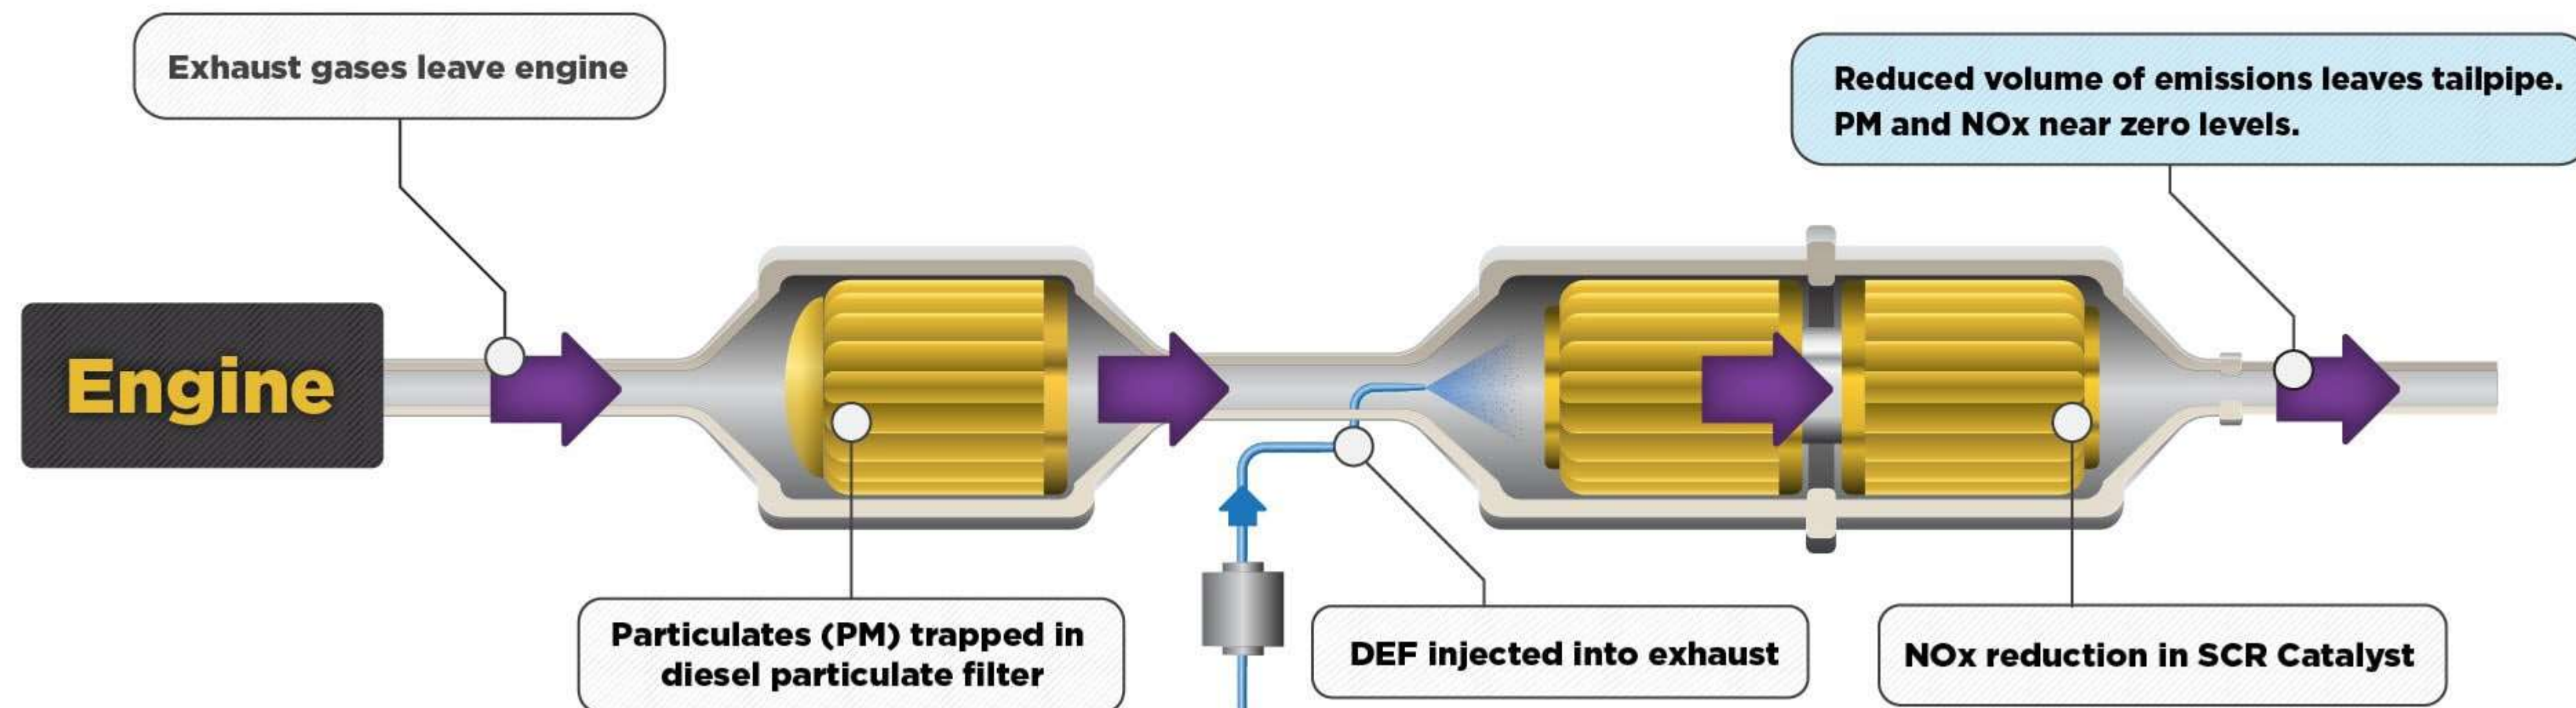 Exhaust gases leave engine
Reduced volume of emissions leaves tailpipe.
PM and NOx near zero levels.
Engine
Particulates (PM) trapped in
diesel particulate filter
DEF injected into exhaust
NOx reduction in SCR Catalyst